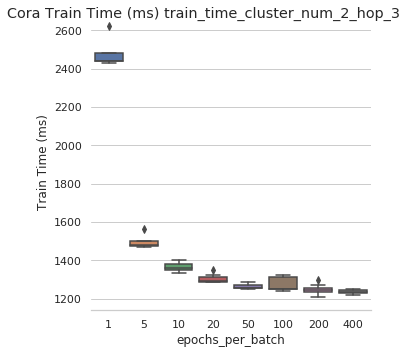 Cora Train Time (ms) train_time_cluster_num_2_hop_3
2600
2400
2200
2000
1800
1600
1400
1200
Train Time (ms)
1 5 10 20 50 100 200 400
epochs_per_batch